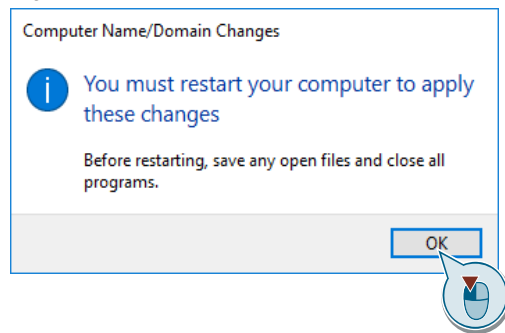 Computer Name/Domain Changes
You must restart your computer to apply
these changes
Before restarting, save any open files and close all
programs.
OK